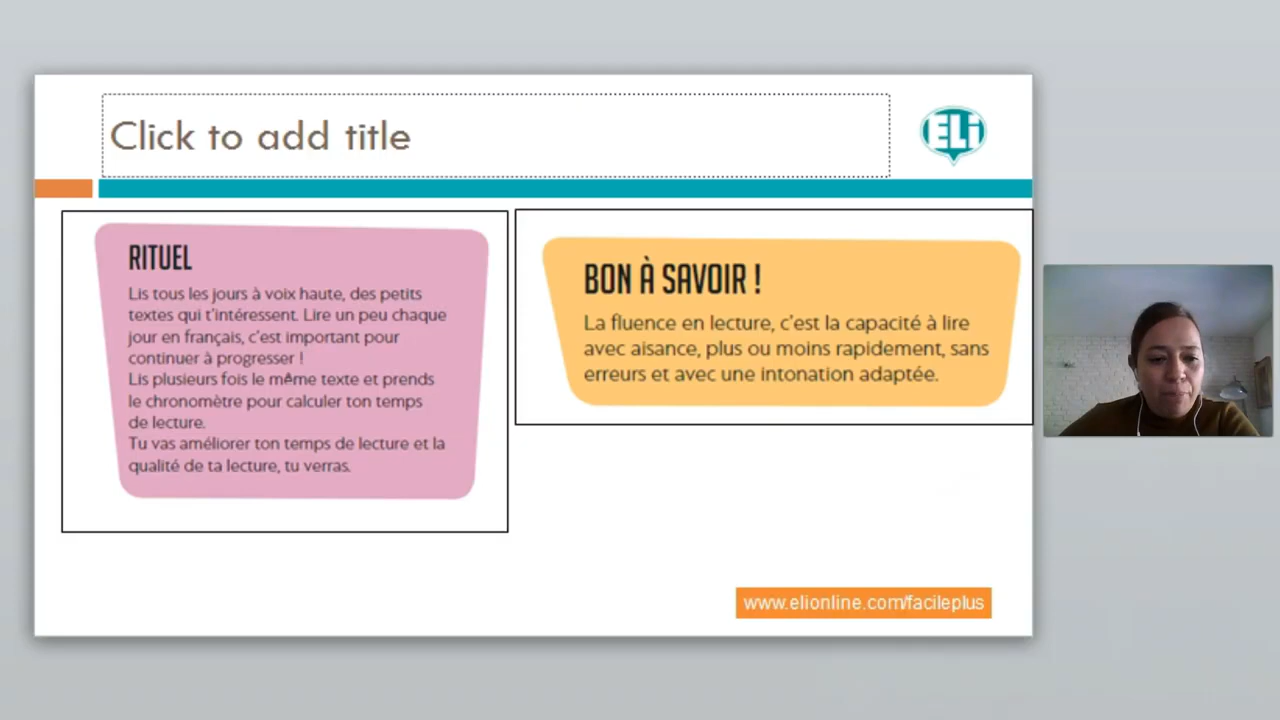 Click to add title
ELi
RITUEL
Lis tous les jours à voix haute, des petits
textes qui t'intéressent. Lire un peu chaque
jour en français, c'est important pour
continuer à progresser !
Lis plusieurs fois le même texte et prends
le chronomètre pour calculer ton temps
de lecture.
Tu vas améliorer ton temps de lecture et la
qualité de ta lecture, tu verras.
BON À SAVOIR !
La fluence en lecture, c'est la capacité à lire
avec aisance, plus ou moins rapidement, sans
erreurs et avec une intonation adaptée.
www.elionline.com/facileplus